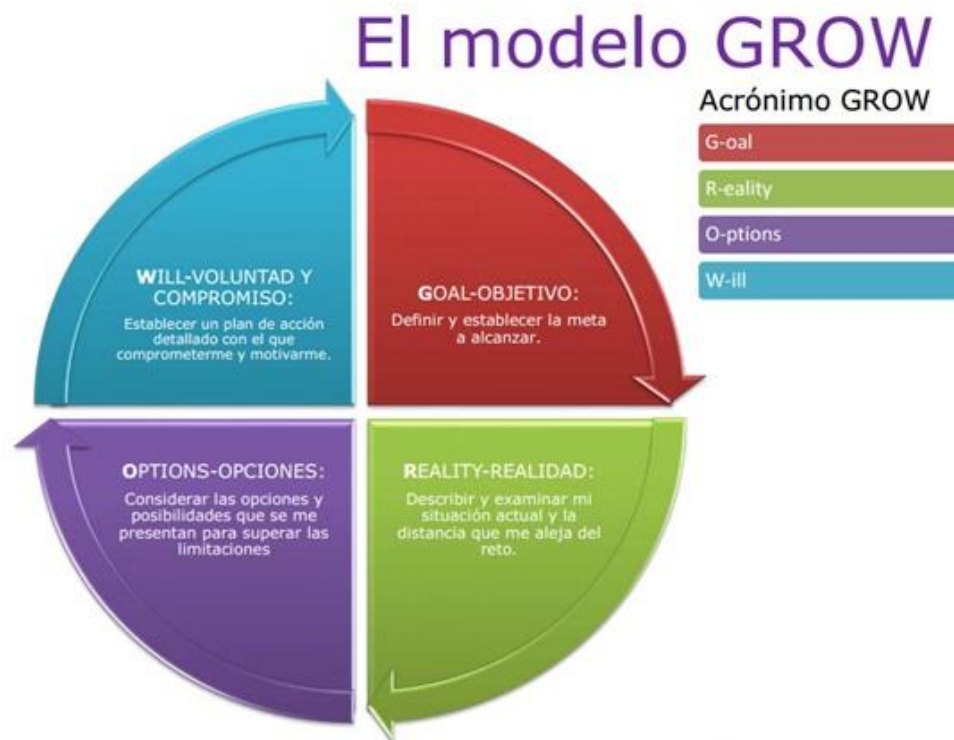 El modelo GROW
Acrónimo GROW
G-oal
R-eality
O-ptions
W-ill
WILL-VOLUNTAD Y
COMPROMISO:
Establecer un plan de acción
detallado con el que
comprometerme y motivarme.
GOAL-OBJETIVO:
Definir y establecer la meta
a alcanzar.
OPTIONS-OPCIONES:
Considerar las opciones y
posibilidades que se me
presentan para superar las
limitaciones
REALITY-REALIDAD:
Describir y examinar mi
situación actual y la
distancia que me aleja del
reto.